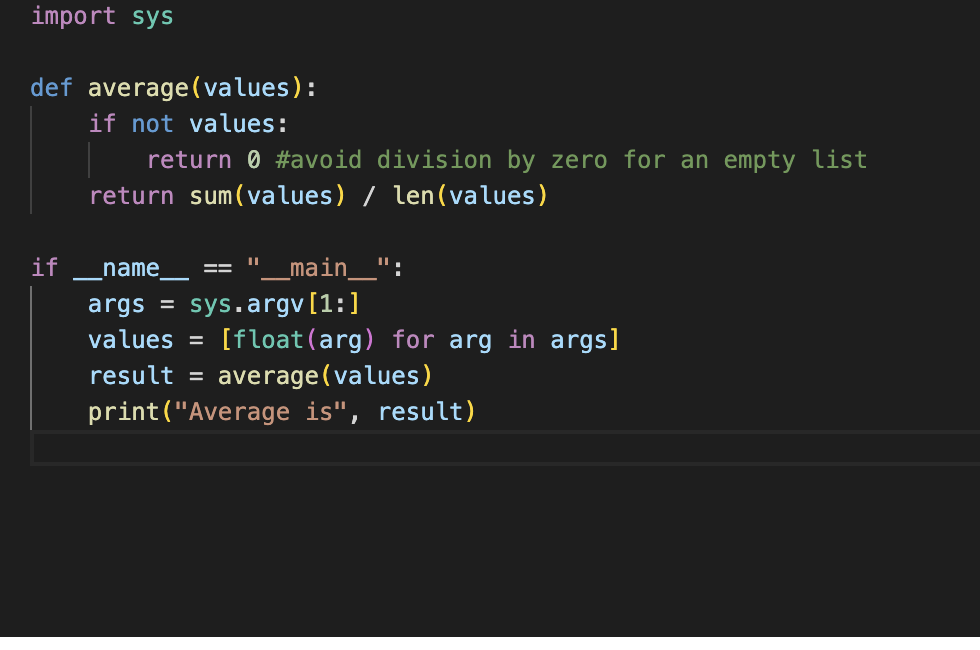 import sys
def average(values):
    if not values:
        return 0 #avoid division by zero for an empty list
    return sum(values) / len(values)
if __name__ == "__main__":
    args = sys.argv[1:]
    values = [float(arg) for arg in args]
    result = average(values)
    print("Average is", result)